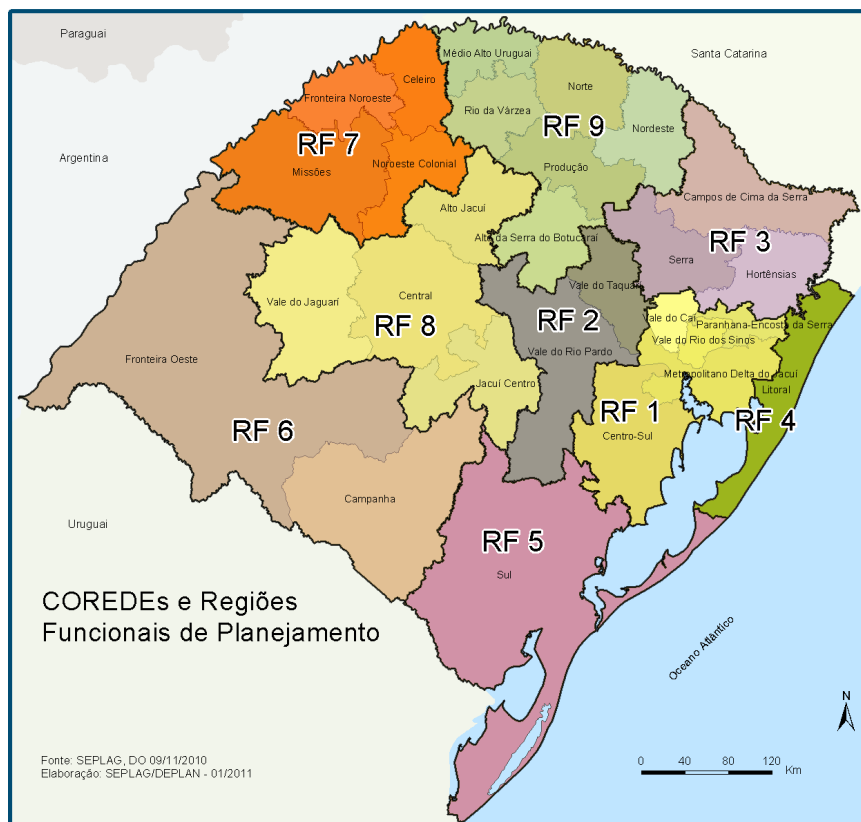 Paraguai
Santa Catarina
Médio Alto Uruguai
Celeiro
Norte
Fronteira Noroeste
Rio da Várzea
RF 9
Nordeste
Argentina
RF 7
Missões
Noroeste Colonial
Produção
Campos de Cima da Serra
Alto Jacuí
Alto da Serra do Botucaraí
RF 3
Serra
Hortênsias
Vale do Taquari
Vale do Jaguarí
Central
RF 8
RF 2
Vale do Caí
Paranhana-Encosta da Serra
Vale do Rio dos Sinos
Fronteira Oeste
Vale do Rio Pardo
Metropolitano Delta do Jacuí
Jacuí Centro
Litoral
RF 1
RF 4
RF 6
Centro-Sul
Campanha
Uruguai
RF 5
Sul
COREDEs e Regiões
Funcionais de Planejamento
Oceano Atlântico
N
Fonte: SEPLAG, DO 09/11/2010
Elaboração: SEPLAG/DEPLAN - 01/2011
0 40 80 120
Km